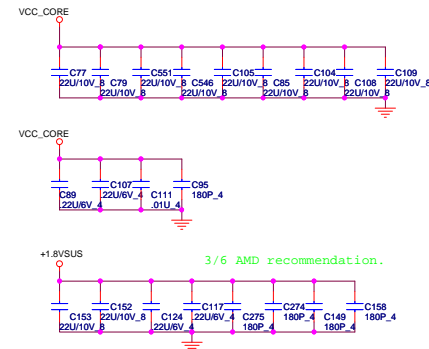 VCC_CORE
C77 C551 C105 C104 C109
22U/10V_8 22U/10V_8 22U/10V_8 22U/10V_8 22U/10V_8
C79 C546 C85 C108
22U/10V_8 22U/10V_8 22U/10V_8 22U/10V_8
VCC_CORE
C107 C95
.22U/6V_4 180P_4
C89 C111
.22U/6V_4 .01U_4
3/6 AMD recommendation.
+1.8VSUS
C152 C117 C274 C158
22U/10V_8 .22U/6V_4 180P_4 180P_4
C153 C124 C275 C149
22U/10V_8 .22U/6V_4 180P_4 180P_4